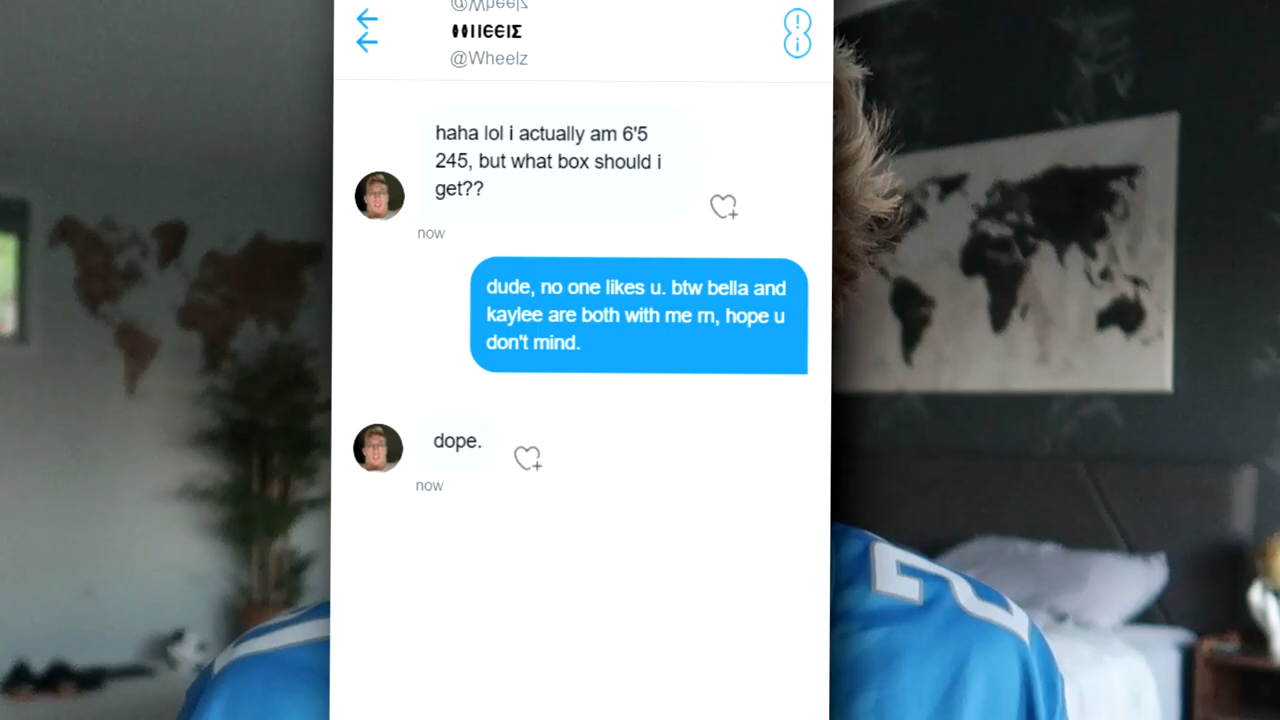 @Wheelz
haha lol i actually am 6'5
245, but what box should i
get??
now
dude, no one likes u. btw bella and
kaylee are both with me rn, hope u
don't mind.
dope.
now
2